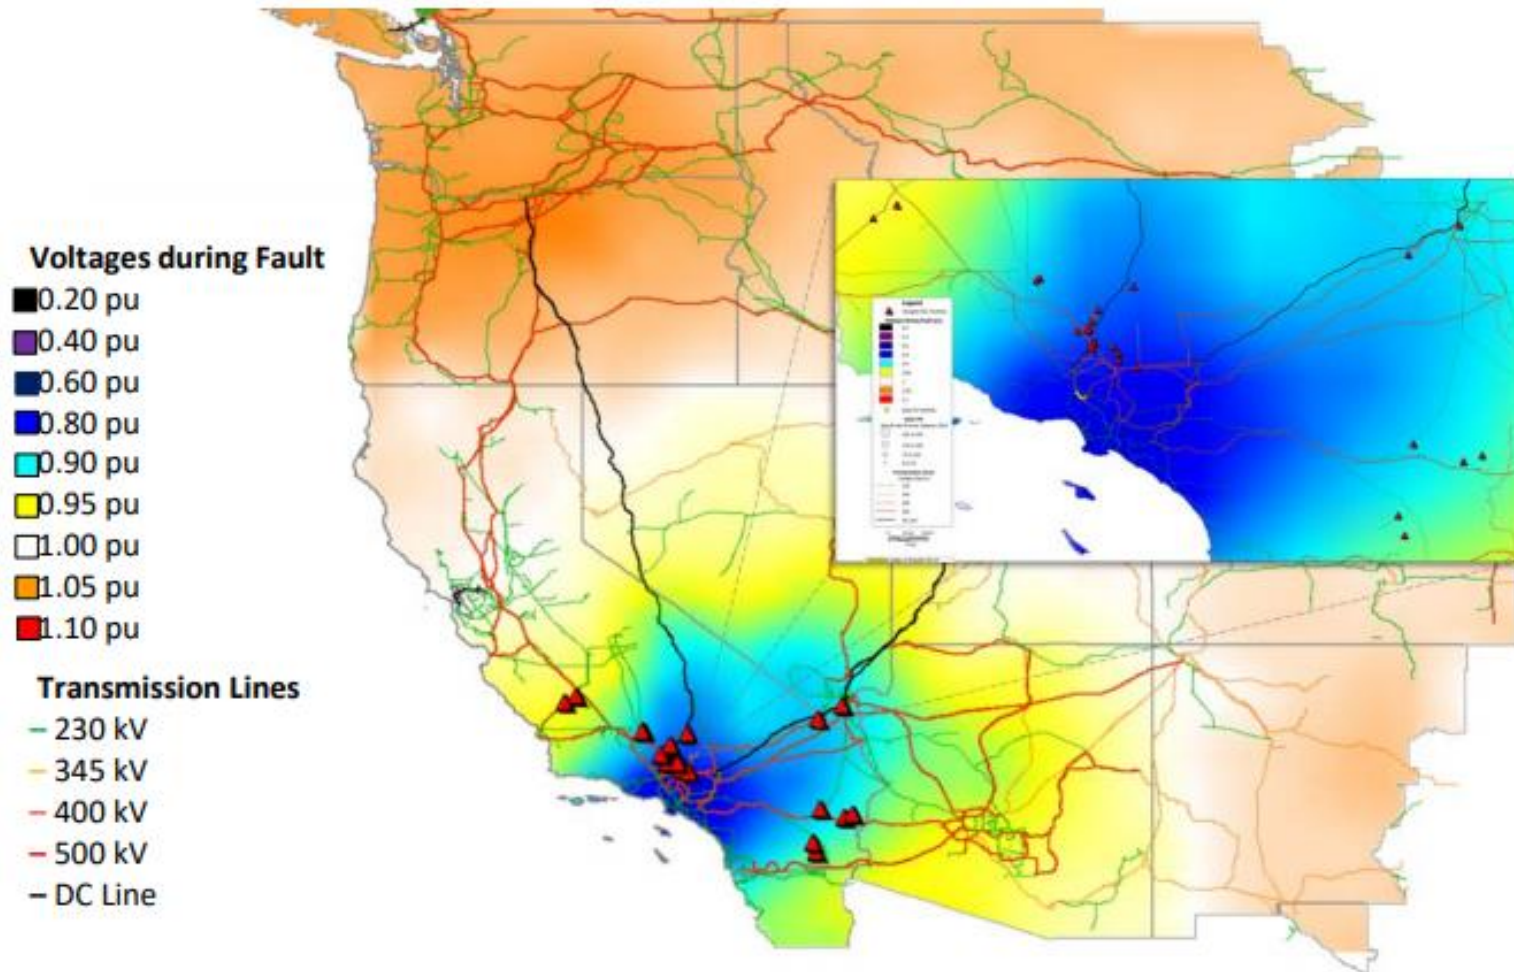 Voltages during Fault
0.20 pu
0.40 pu
0.60 pu
0.80 pu
0.90 pu
0.95 pu
1.00 pu
1.05 pu
1.10 pu
Transmission Lines
230 kV
345 kV
400 kV
500 kV
DC Line